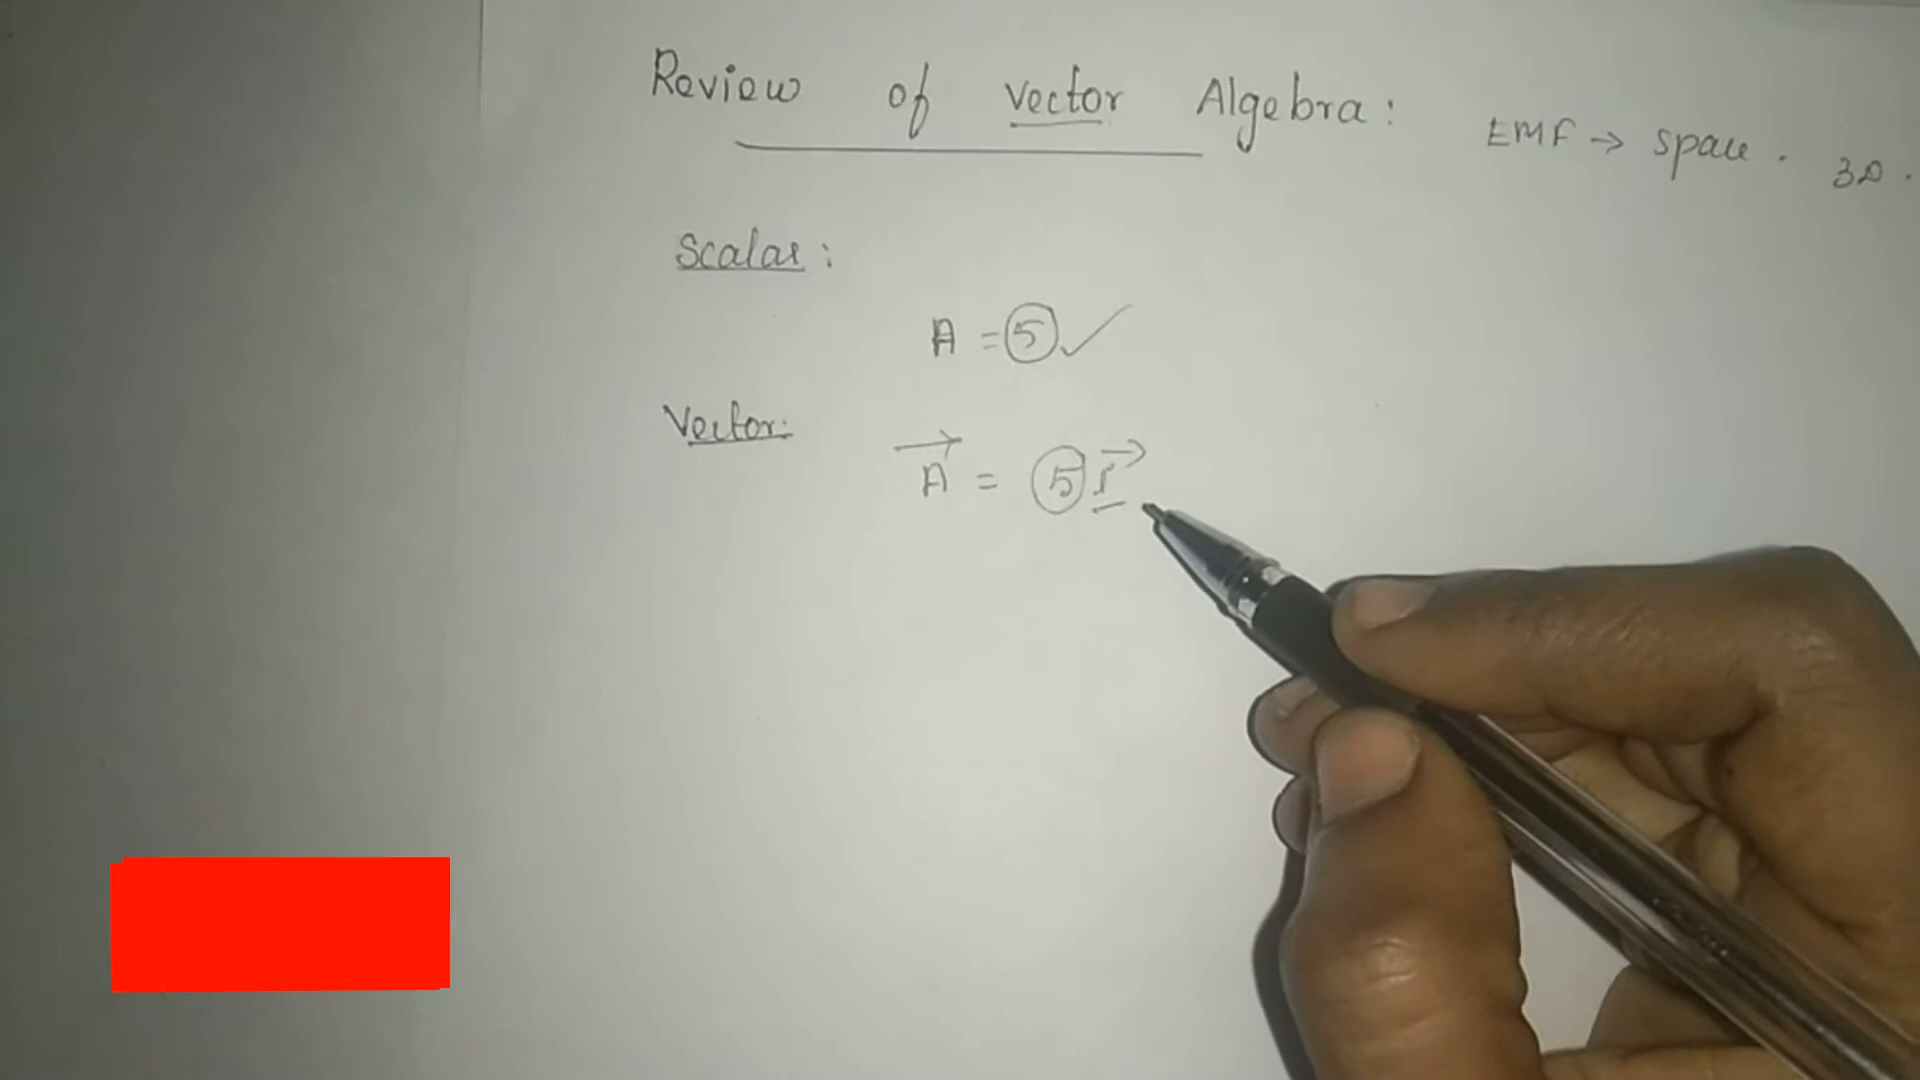 Review of vector Algebra:
EMF → space. 3D.
Scalar:
A = 5 ✓
Vector:
A⃗ = 5 i⃗